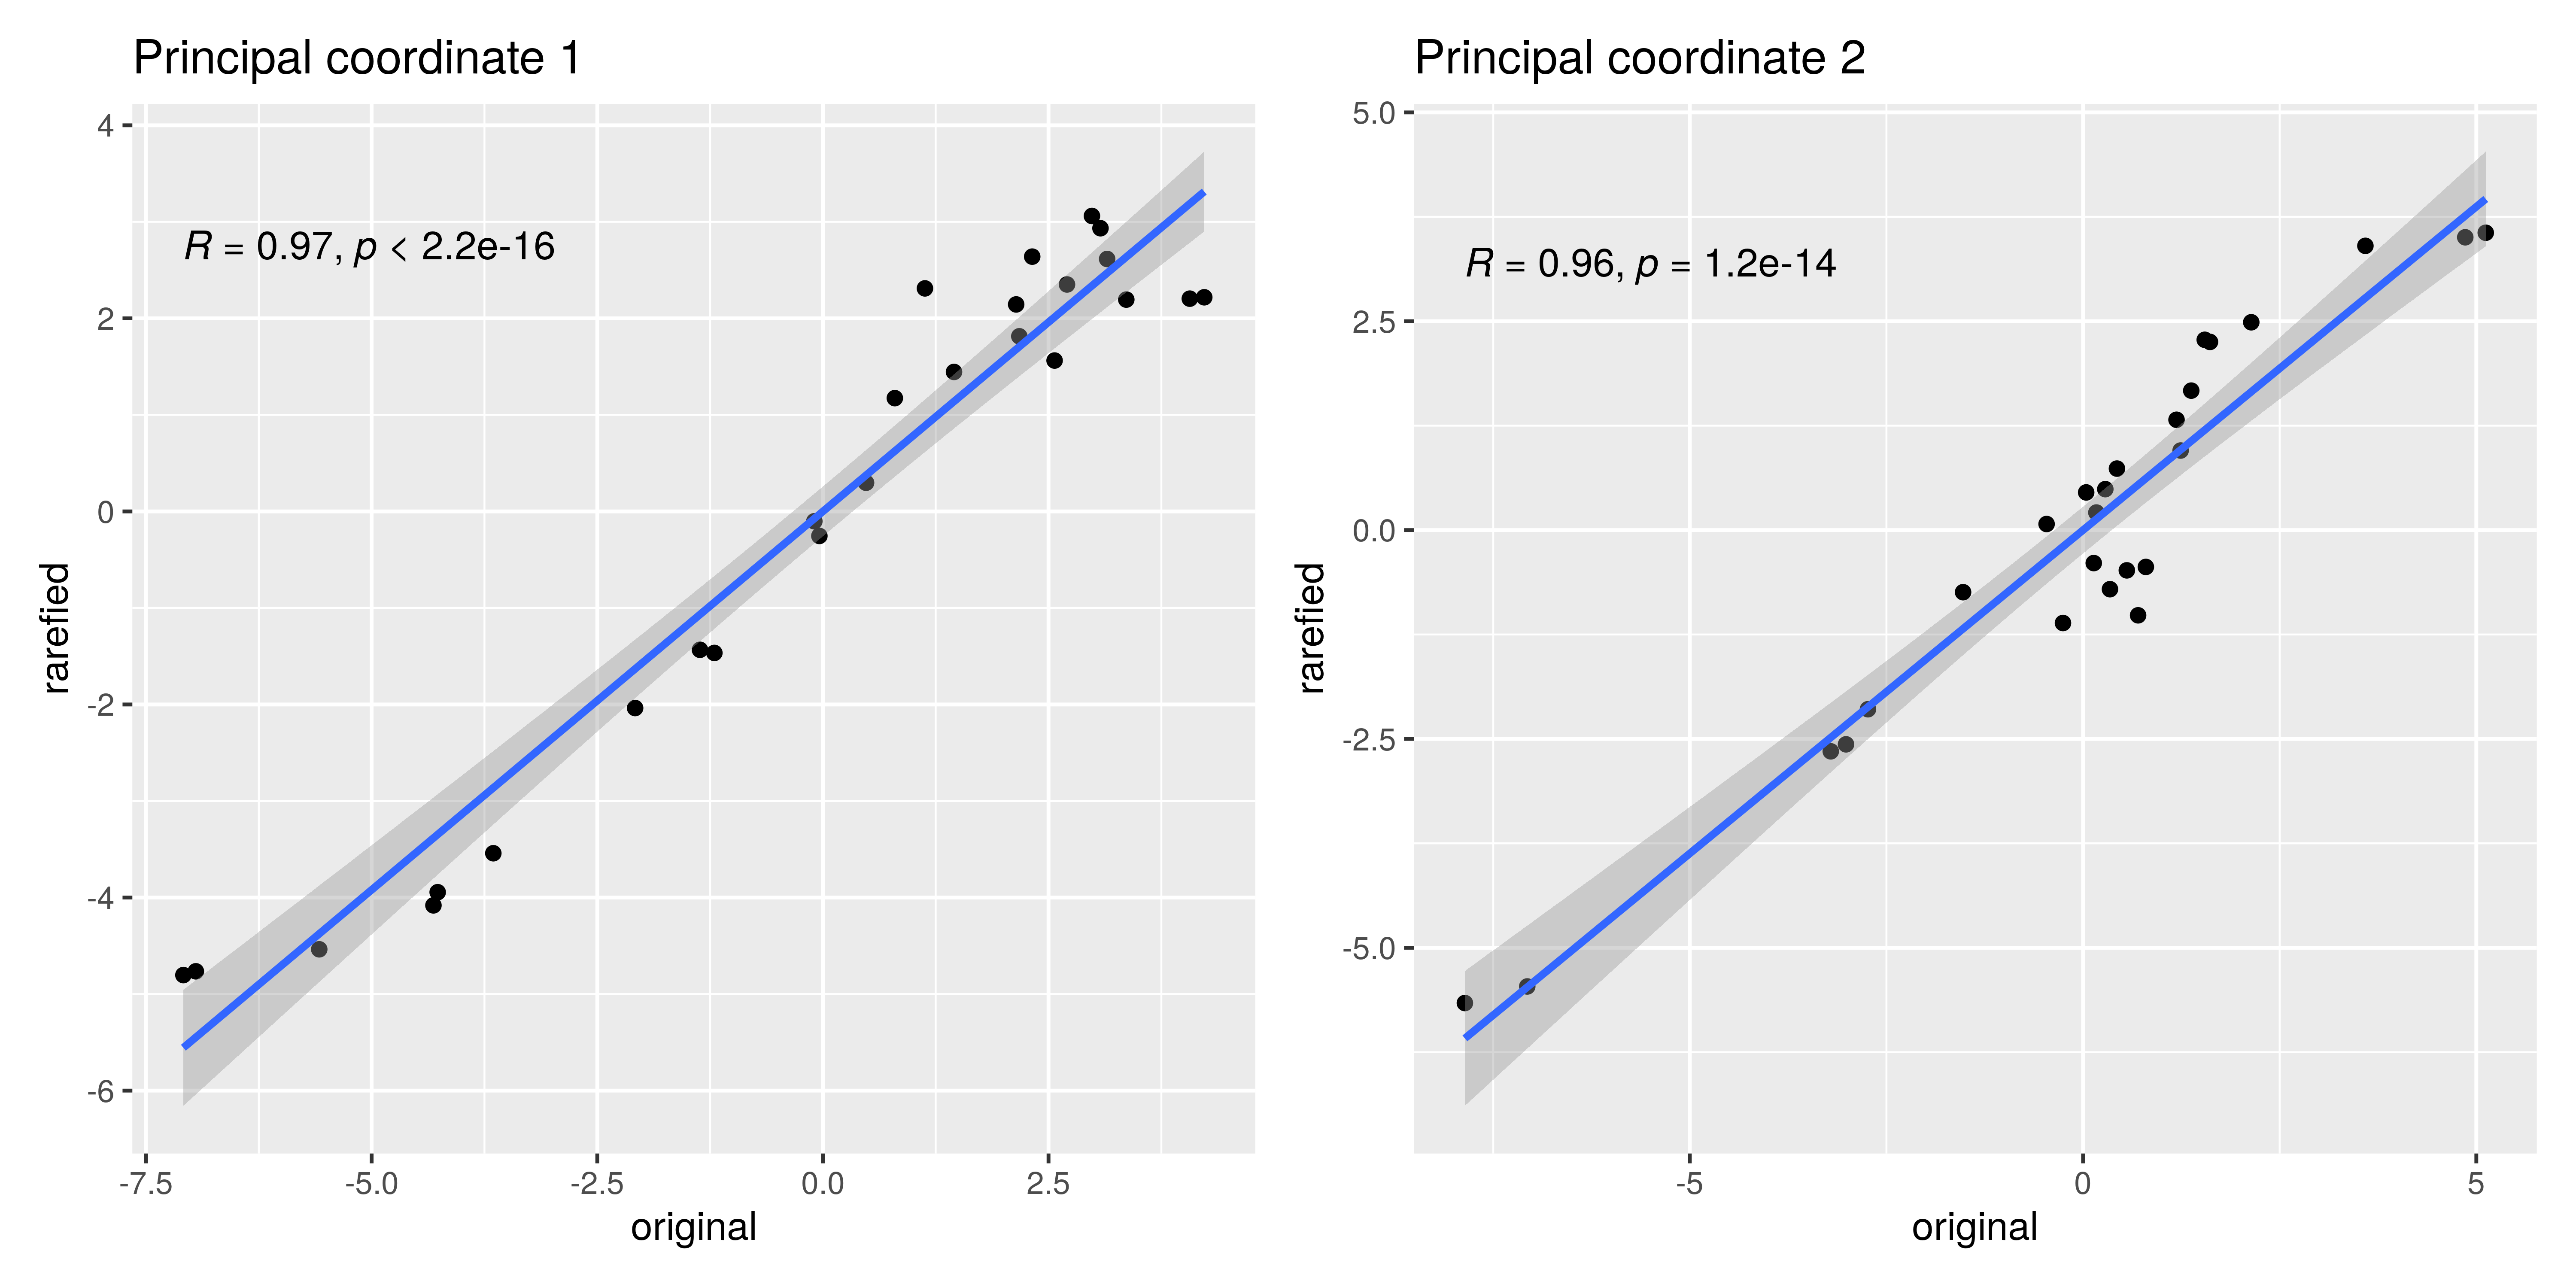 Principal coordinate 1
R = 0.97, p < 2.2e-16
4
2
0
-2
-4
-6
rarefied
-7.5 -5.0 -2.5 0.0 2.5
original
Principal coordinate 2
R = 0.96, p = 1.2e-14
5.0
2.5
0.0
-2.5
-5.0
rarefied
-5 0 5
original